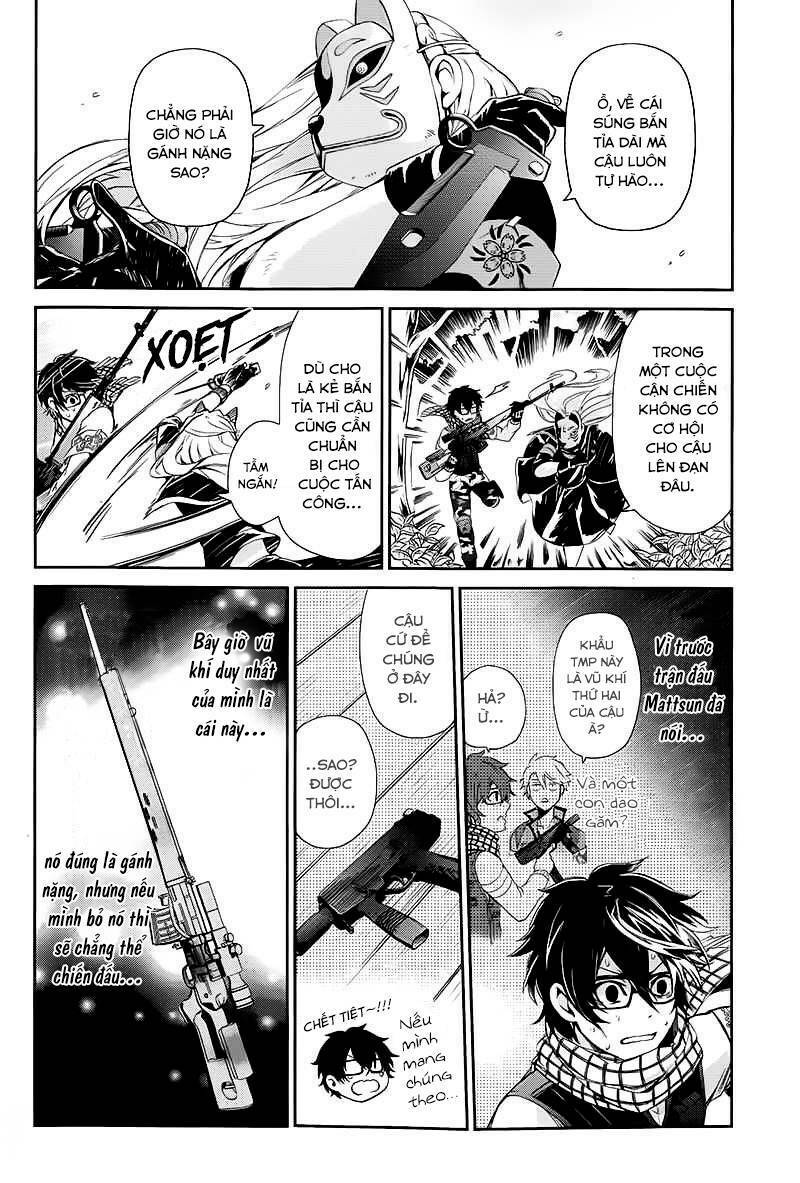 Ồ, VỀ CÁI
SÚNG BẮN
TỈA DÀI MÃ
CẬU LUÔN
TỰ HÀO...
CHẲNG PHẢI
GIỜ NÓ LÀ
GÁNH NẶNG
SAO?
TRONG
MỘT CUỘC
CẬN CHIẾN
KHÔNG CÓ
CƠ HỘI
CHO CẬU
LÊN ĐẠN
ĐÂU.
DÙ CHO
LÀ KẺ BẮN
TỈA THÌ CẬU
CŨNG CẦN
CHUẨN
BỊ CHO
CUỘC TẤN
CÔNG...
TẦM
NGẮN!
XOẸT
Vì trước
trận đấu
Mattsun đã
nói...
KHẨU
TMP NÀY
LÀ VŨ KHÍ
THỨ HAI
CỦA CẬU
À?
Và một
con dao
găm?
HẢ?
Ừ...
CẬU
CỨ ĐỂ
CHÚNG
Ở ĐÂY
ĐI.
..SAO?
ĐƯỢC
THÔI...
Nếu
mình
mang
chúng
theo...
CHẾT TIỆT~!!!
Bây giờ vũ
khí duy nhất
của mình là
cái này...
nó đúng là gánh
nặng, nhưng nếu
mình bỏ nó thì
sẽ chẳng thể
chiến đấu...